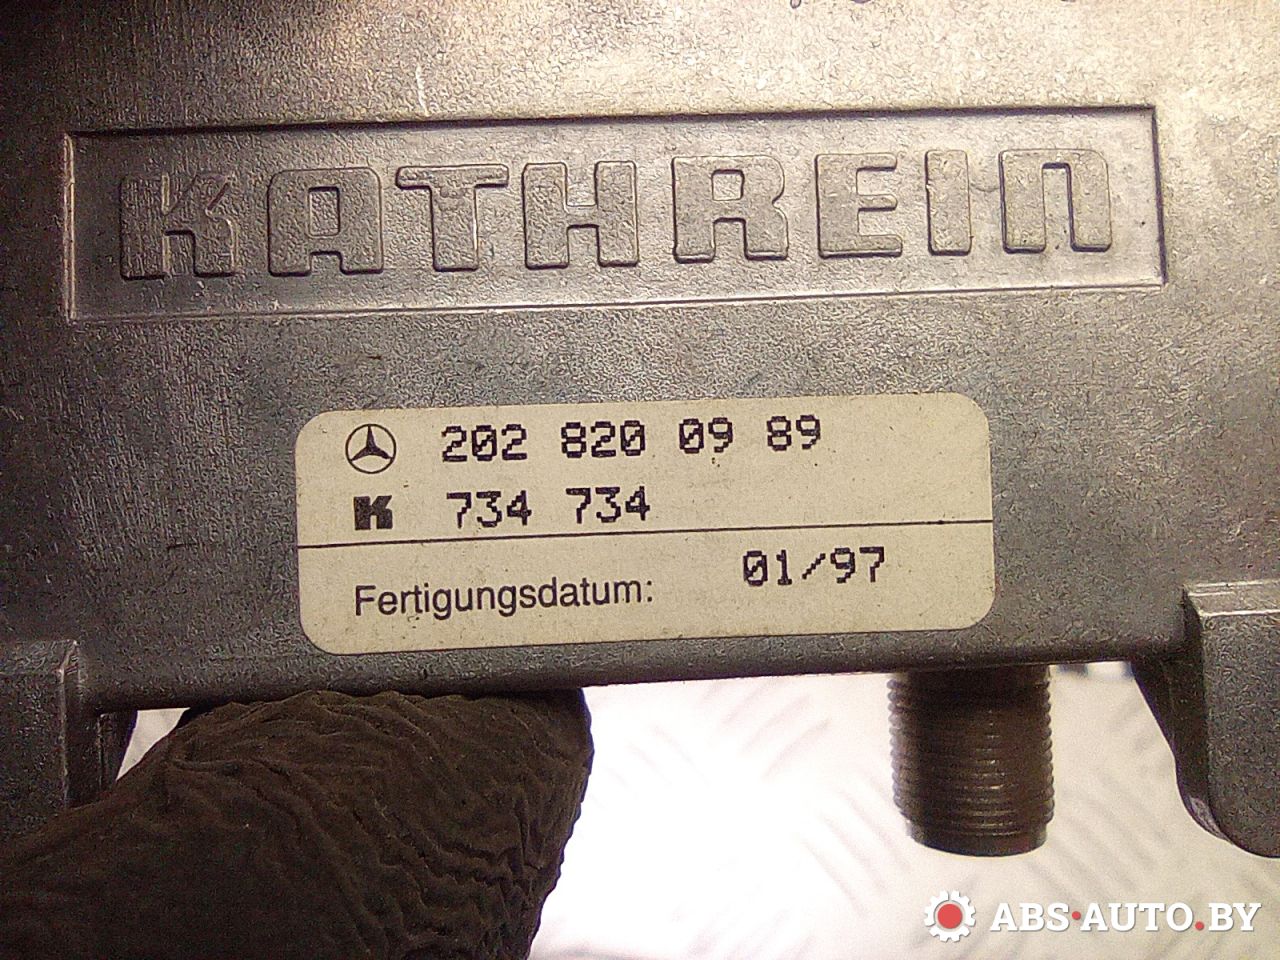 KATHREIN
202 820 09 89
K 734 734
Fertigungsdatum: 01/97
ABS-AUTO.BY